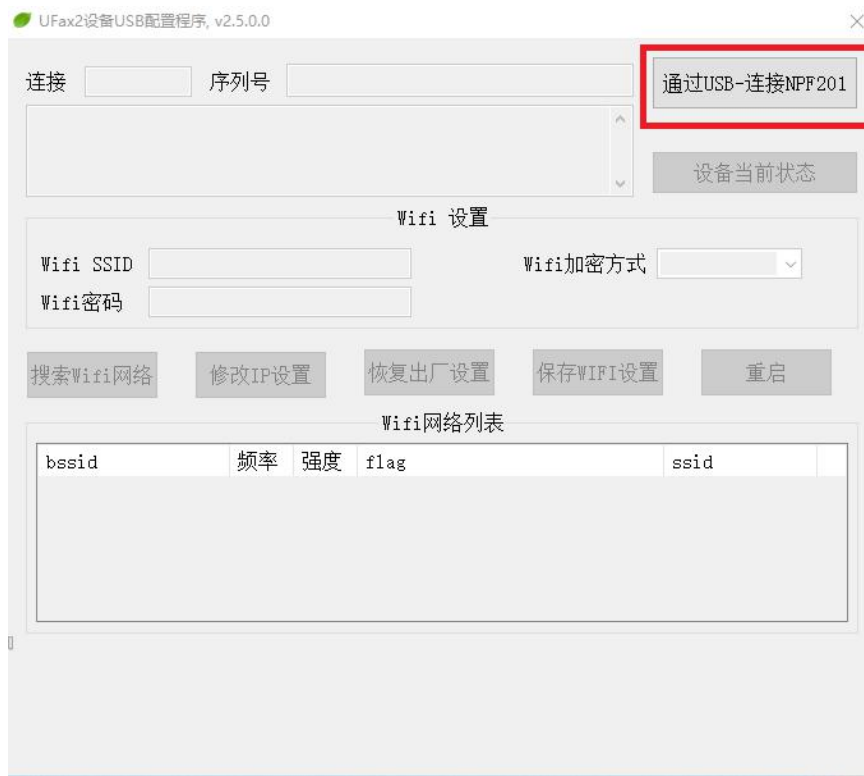 UFax2设备USB配置程序, v2.5.0.0
连接 序列号 通过USB-连接NPF201
设备当前状态
Wifi 设置
Wifi SSID Wifi加密方式
Wifi密码
搜索Wifi网络 修改IP设置 恢复出厂设置 保存WIFI设置 重启
Wifi网络列表
bssid 频率 强度 flag ssid